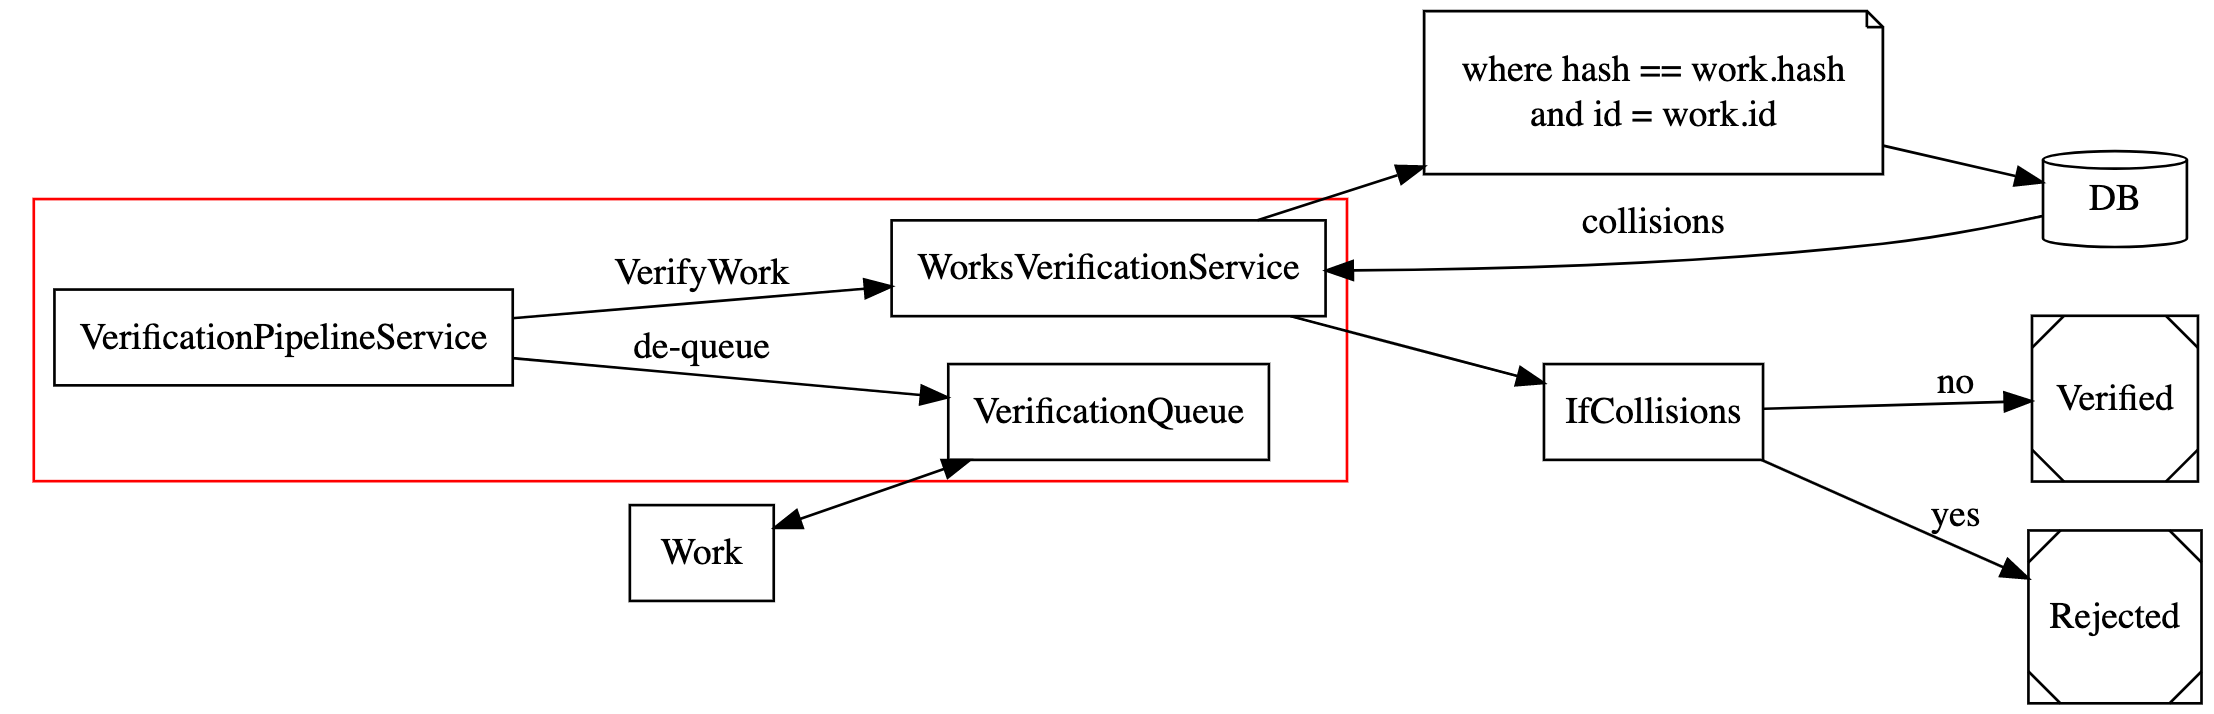 where hash == work.hash
and id = work.id
DB
collisions
WorksVerificationService
VerifyWork
VerificationPipelineService
de-queue
VerificationQueue
IfCollisions
no
Verified
yes
Work
Rejected